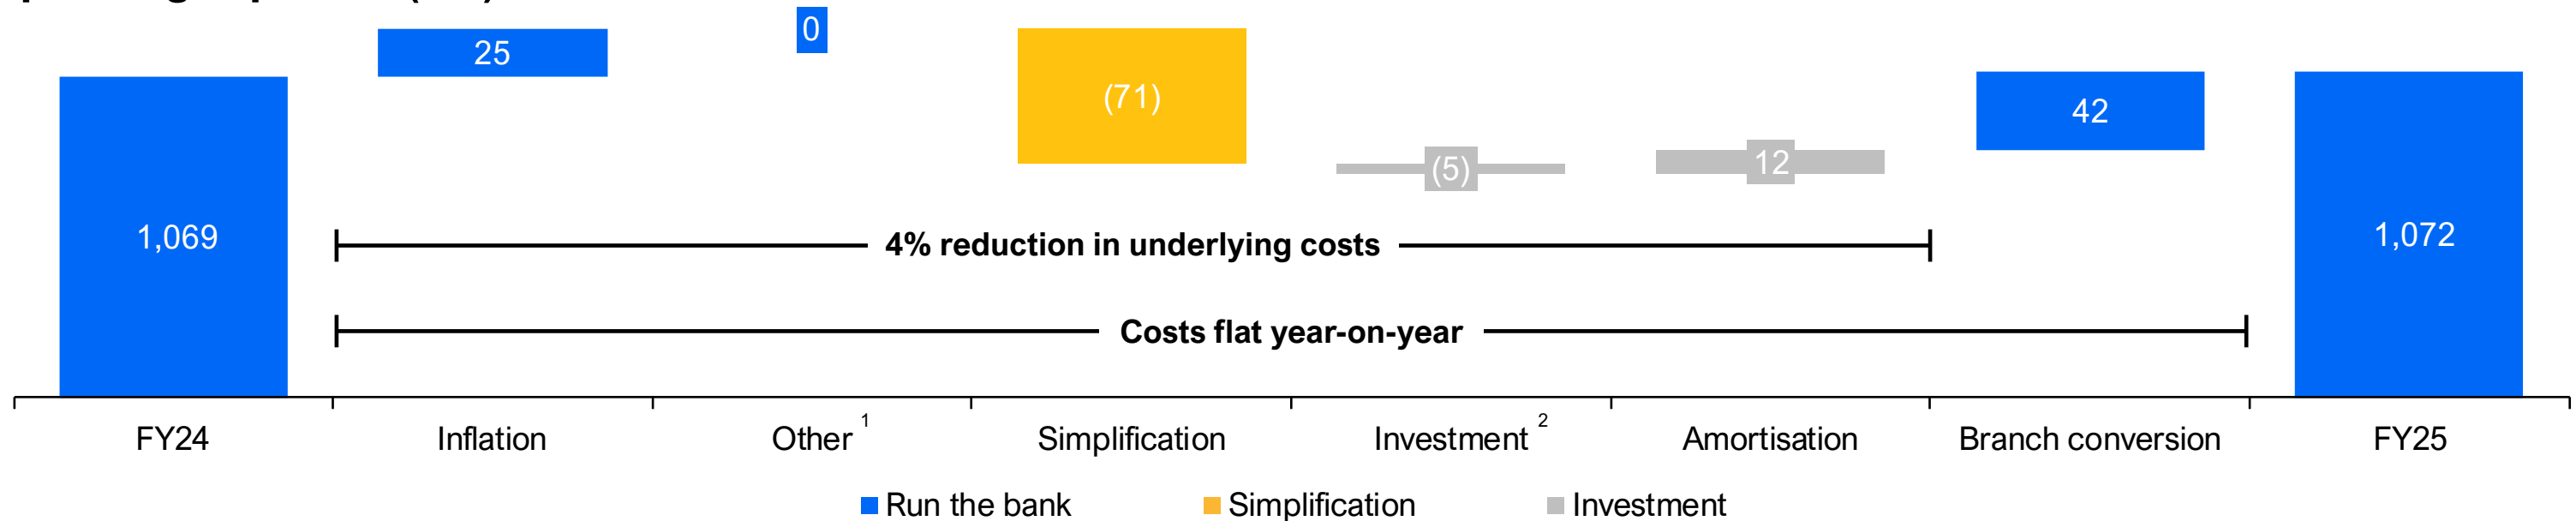 25
0
(71)
(5)
12
42
1,069
1,072
4% reduction in underlying costs
Costs flat year-on-year
FY24
Inflation
Other 1
Simplification
Investment 2
Amortisation
Branch conversion
FY25
Run the bank
Simplification
Investment